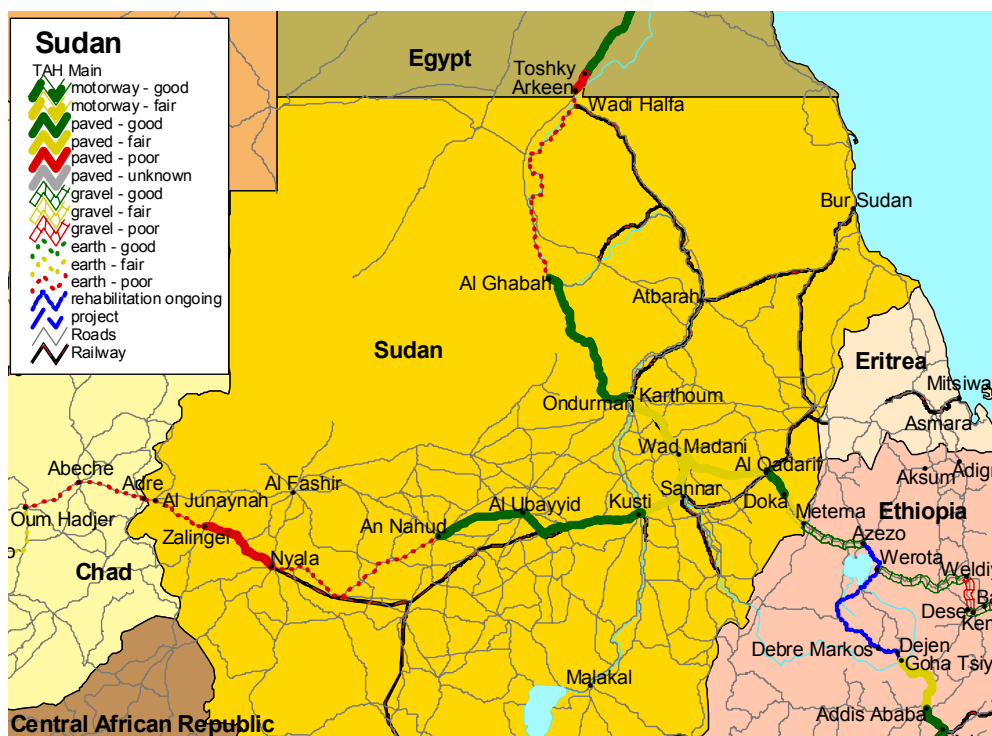 Sudan
TAH Main
motorway - good
motorway - fair
paved - good
paved - fair
paved - poor
paved - unknown
gravel - good
gravel - fair
gravel - poor
earth - good
earth - fair
earth - poor
rehabilitation ongoing
project
Roads
Railway
Egypt
Toshky
Arkeen
Wadi Halfa
Bur Sudan
Al Ghabah
Atbarah
Sudan
Eritrea
Mitsiwa
Asmara
Ondurman
Karthoum
Wad Madani
Al Qadarif
Abeche
Adre
Al Fashir
Al Junaynah
Al Ubayyid
Kusti
Sannar
Doka
Aksum
Adigr
Oum Hadjer
Zalingei
An Nahud
Metema
Ethiopia
Azezo
Nyala
Werota
Weldiy
Chad
Ba
Dese
Ken
Debre Markos
Dejen
Goha Tsiy
Malakal
Addis Ababa
Central African Republic